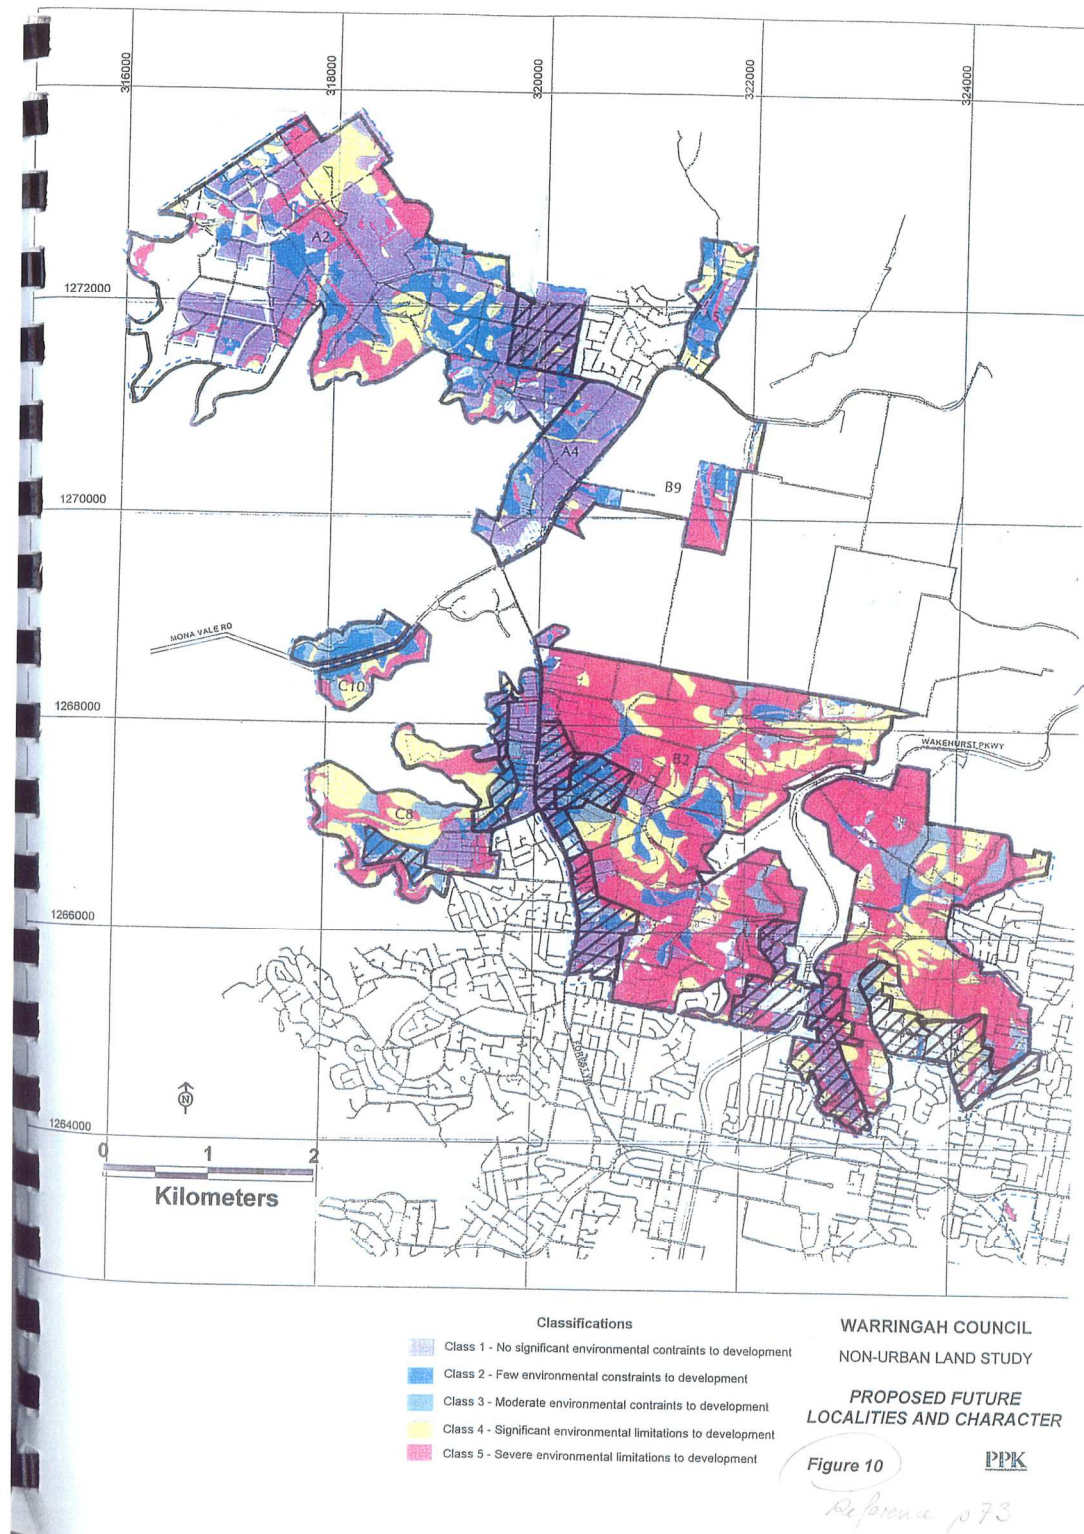 316000
318000
320000
322000
324000
A2
1272000
A4
B9
1270000
MONA VALE RD
C10
1268000
WAKEHURST PKWY
B2
C8
1266000
N
1264000
0 1 2
Kilometers
Classifications
Class 1 - No significant environmental contraints to development
Class 2 - Few environmental constraints to development
Class 3 - Moderate environmental contraints to development
Class 4 - Significant environmental limitations to development
Class 5 - Severe environmental limitations to development
WARRINGAH COUNCIL
NON-URBAN LAND STUDY
PROPOSED FUTURE
LOCALITIES AND CHARACTER
Figure 10
PPK
Reference p 73